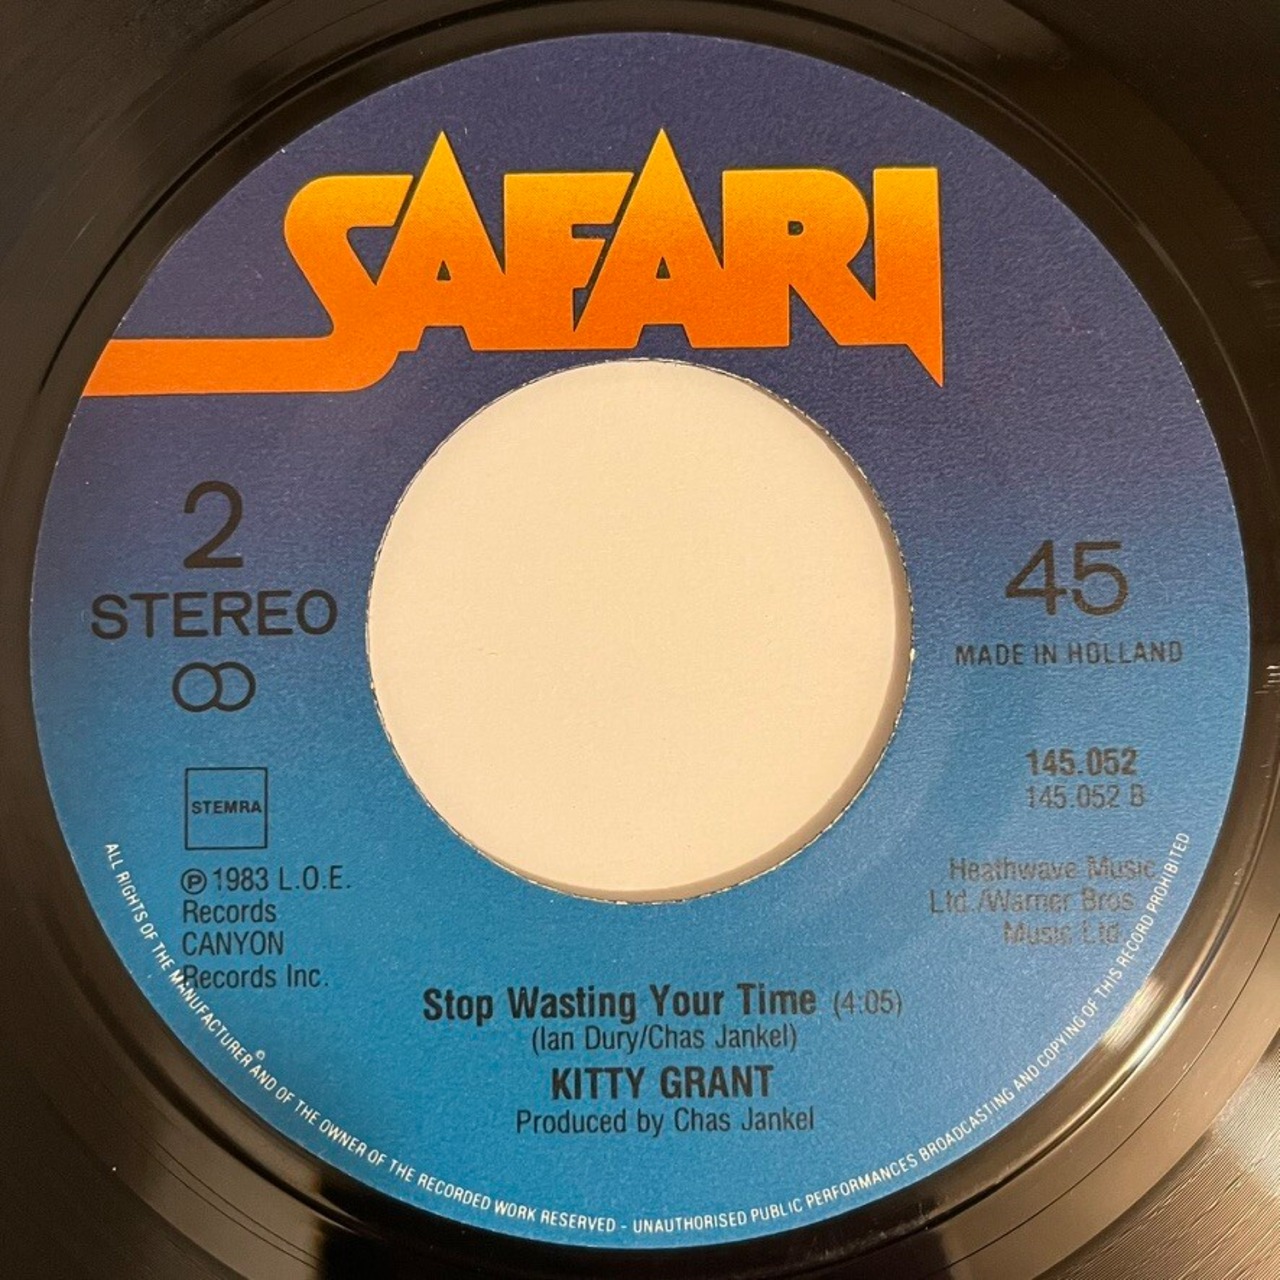 SAFARI
2
STEREO
45
MADE IN HOLLAND
STEMRA
145.052
145.052 B
℗ 1983 L.O.E.
Records
CANYON
Records Inc.
Heathwave Music
Ltd./Warner Bros
Music Ltd.
Stop Wasting Your Time (4:05)
(Ian Dury/Chas Jankel)
KITTY GRANT
Produced by Chas Jankel
ALL RIGHTS OF THE MANUFACTURER© AND OF THE OWNER OF THE RECORDED WORK RESERVED - UNAUTHORISED PUBLIC PERFORMANCES BROADCASTING AND COPYING OF THIS RECORD PROHIBITED